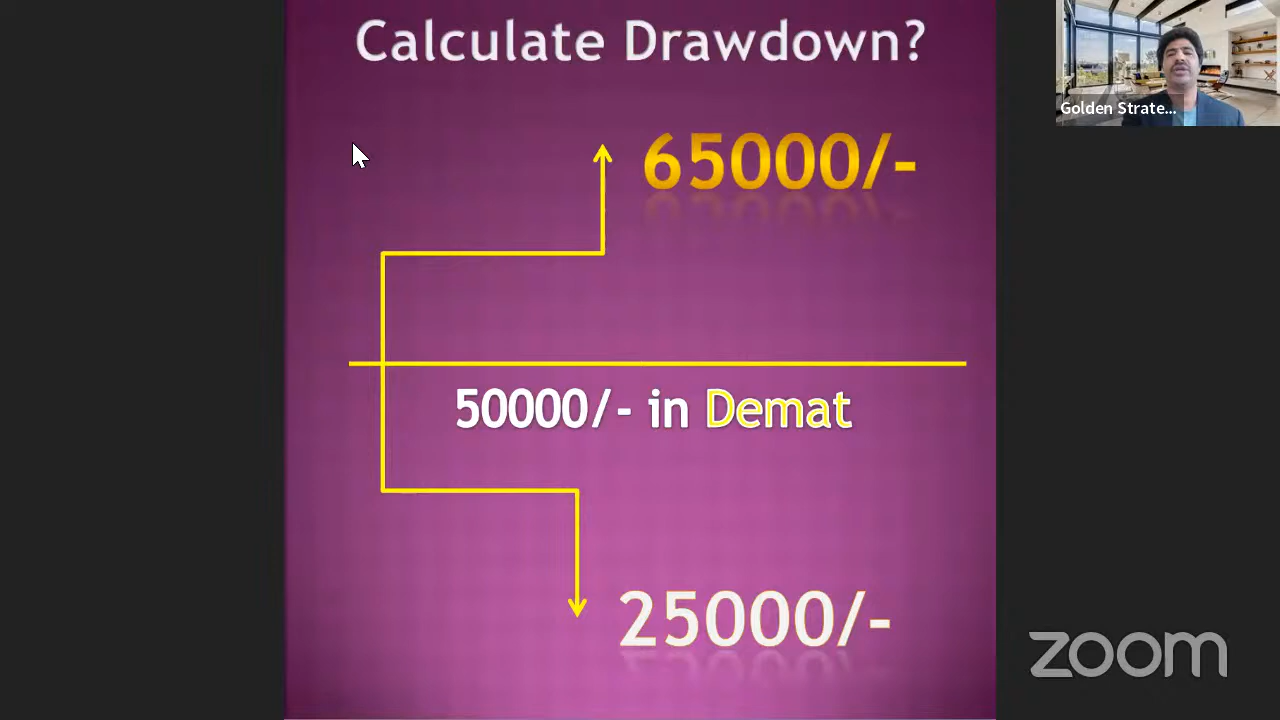 Calculate Drawdown?
Golden Strate...
65000/-
50000/- in Demat
25000/-
zoom